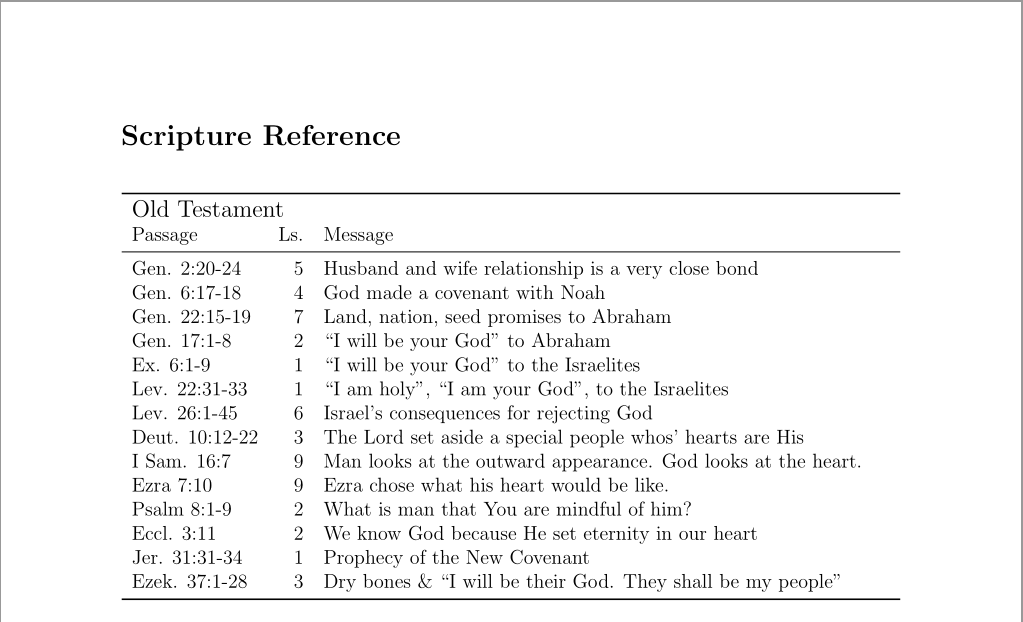 Scripture Reference
Old Testament
Passage Ls. Message
Gen. 2:20-24 5 Husband and wife relationship is a very close bond
Gen. 6:17-18 4 God made a covenant with Noah
Gen. 22:15-19 7 Land, nation, seed promises to Abraham
Gen. 17:1-8 2 “I will be your God” to Abraham
Ex. 6:1-9 1 “I will be your God” to the Israelites
Lev. 22:31-33 1 “I am holy”, “I am your God”, to the Israelites
Lev. 26:1-45 6 Israel’s consequences for rejecting God
Deut. 10:12-22 3 The Lord set aside a special people whos’ hearts are His
I Sam. 16:7 9 Man looks at the outward appearance. God looks at the heart.
Ezra 7:10 9 Ezra chose what his heart would be like.
Psalm 8:1-9 2 What is man that You are mindful of him?
Eccl. 3:11 2 We know God because He set eternity in our heart
Jer. 31:31-34 1 Prophecy of the New Covenant
Ezek. 37:1-28 3 Dry bones & “I will be their God. They shall be my people”